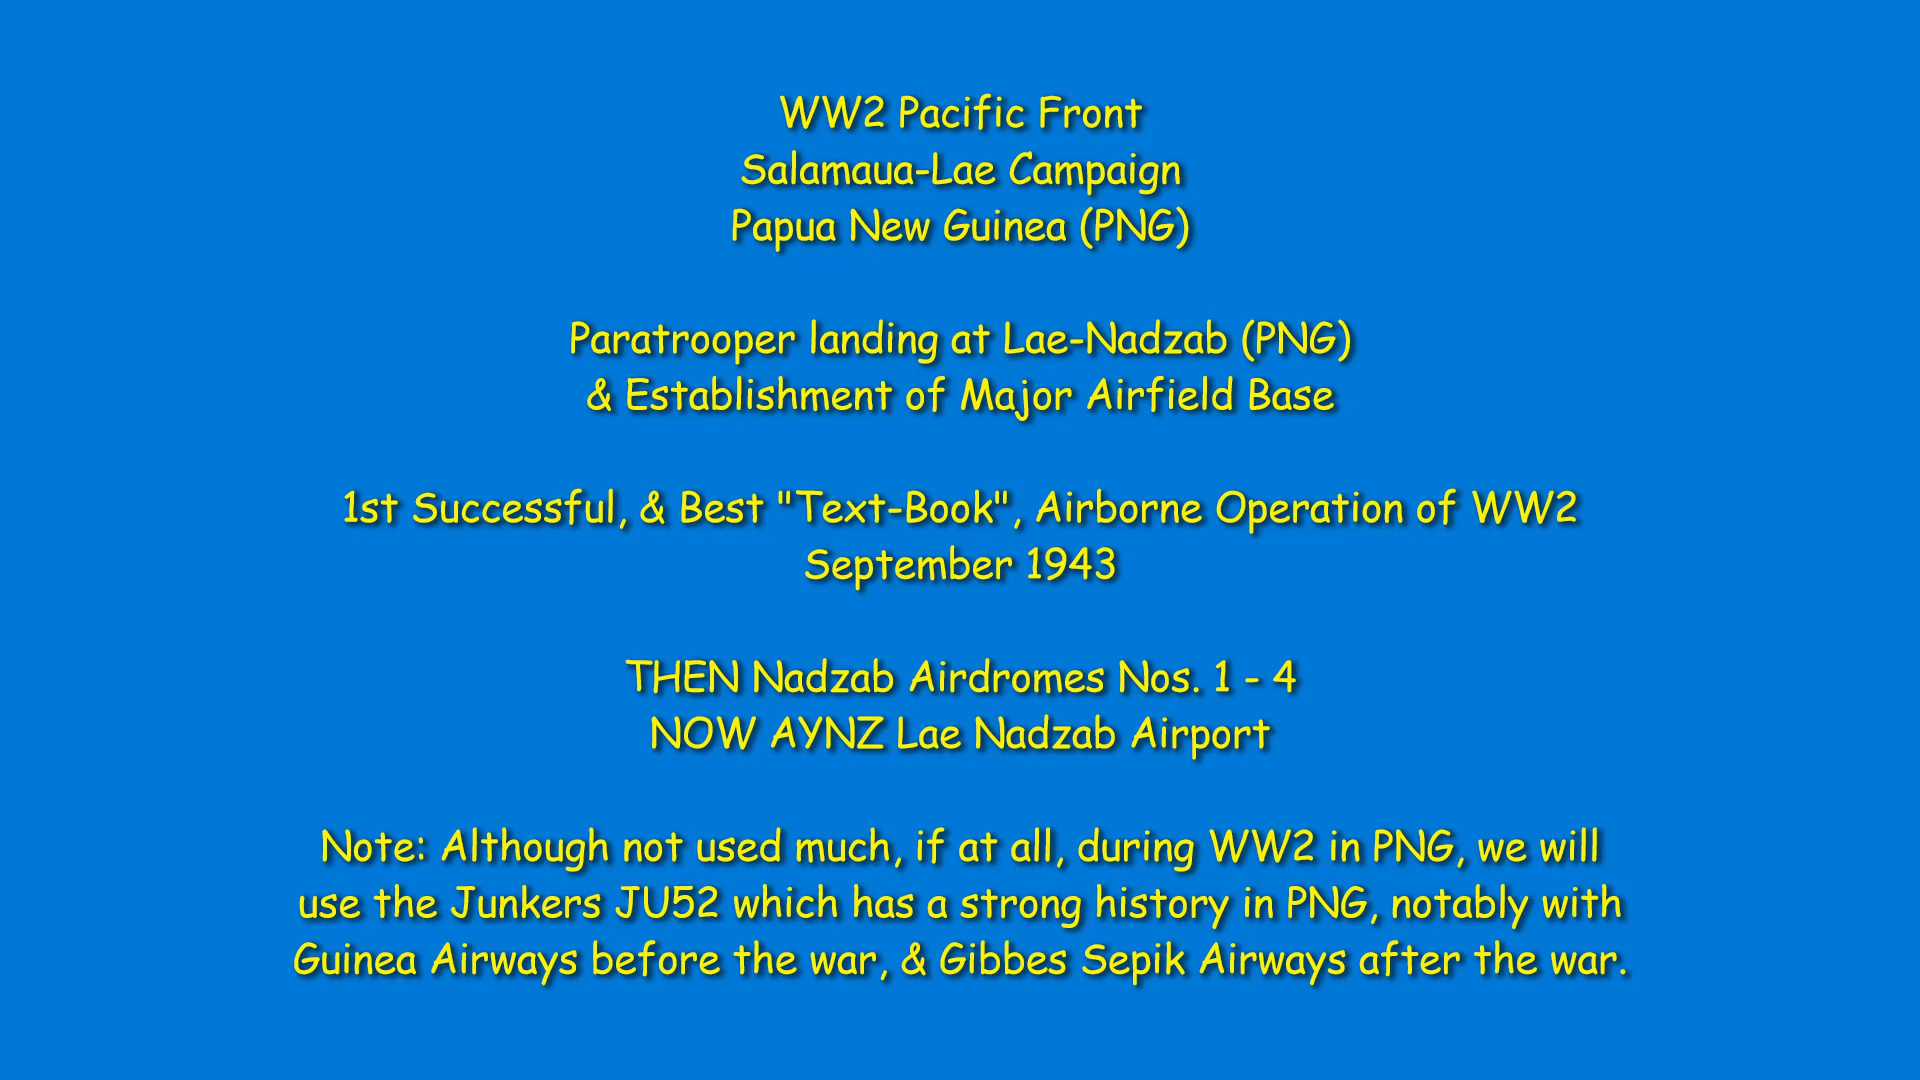 WW2 Pacific Front
Salamaua-Lae Campaign
Papua New Guinea (PNG)
Paratrooper landing at Lae-Nadzab (PNG)
& Establishment of Major Airfield Base
1st Successful, & Best "Text-Book", Airborne Operation of WW2
September 1943
THEN Nadzab Airdromes Nos. 1 - 4
NOW AYNZ Lae Nadzab Airport
Note: Although not used much, if at all, during WW2 in PNG, we will
use the Junkers JU52 which has a strong history in PNG, notably with
Guinea Airways before the war, & Gibbes Sepik Airways after the war.